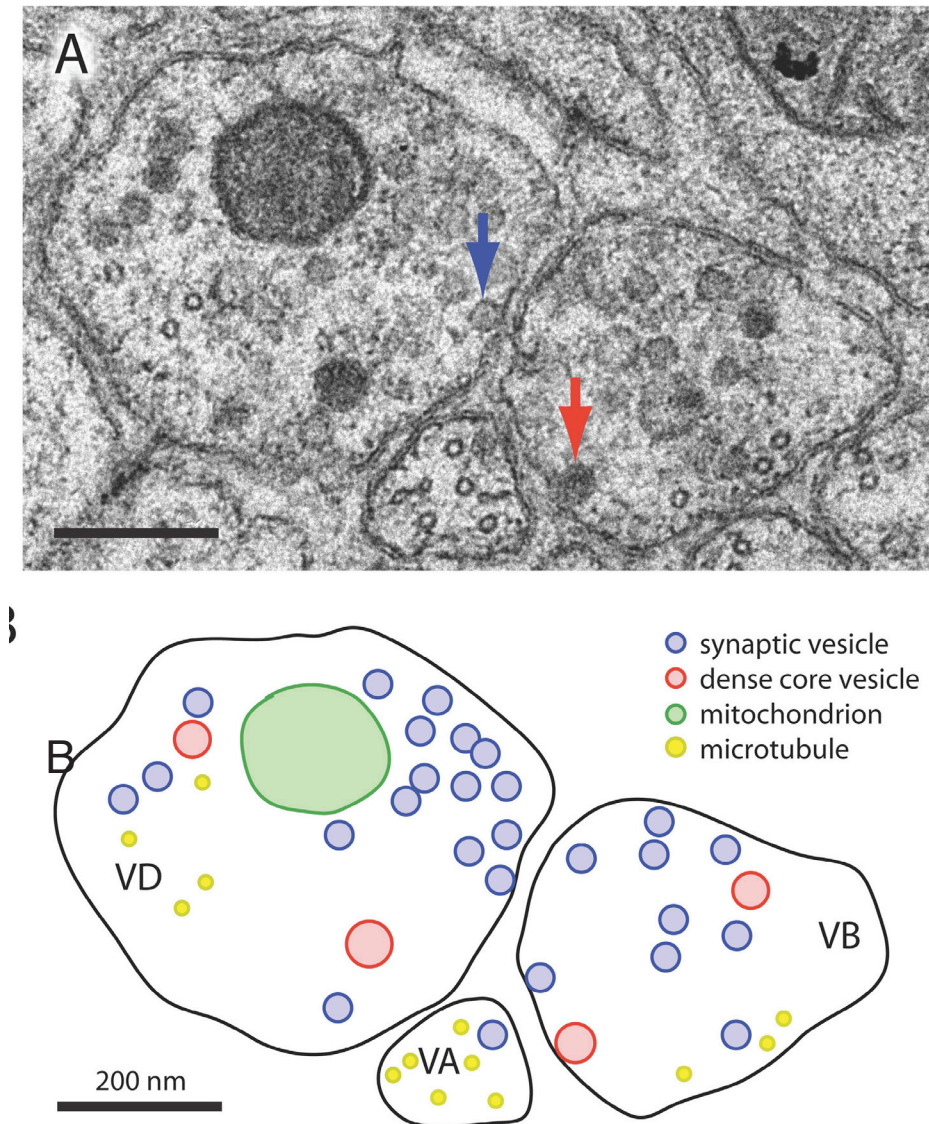 A
synaptic vesicle
dense core vesicle
mitochondrion
microtubule
B
VD
VB
VA
200 nm